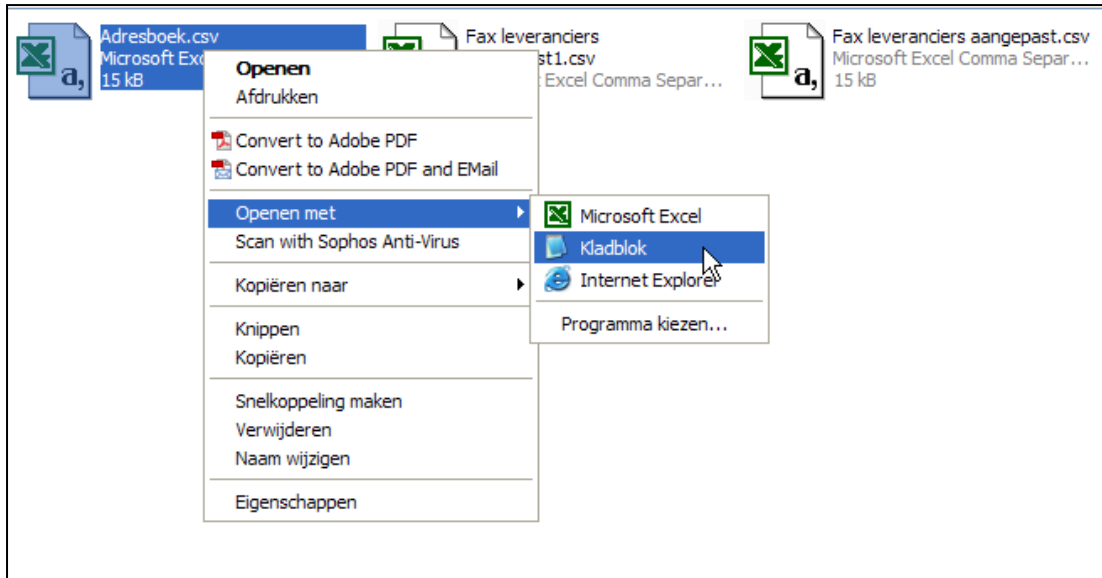 Adresboek.csv
Microsoft Exc
15 kB
Fax leveranciers
st1.csv
Excel Comma Separ...
Fax leveranciers aangepast.csv
Microsoft Excel Comma Separ...
15 kB
a,
a,
Openen
Afdrukken
Convert to Adobe PDF
Convert to Adobe PDF and EMail
Openen met
Scan with Sophos Anti-Virus
Kopiëren naar
Knippen
Kopiëren
Snelkoppeling maken
Verwijderen
Naam wijzigen
Eigenschappen
Microsoft Excel
Kladblok
Internet Explorer
Programma kiezen...